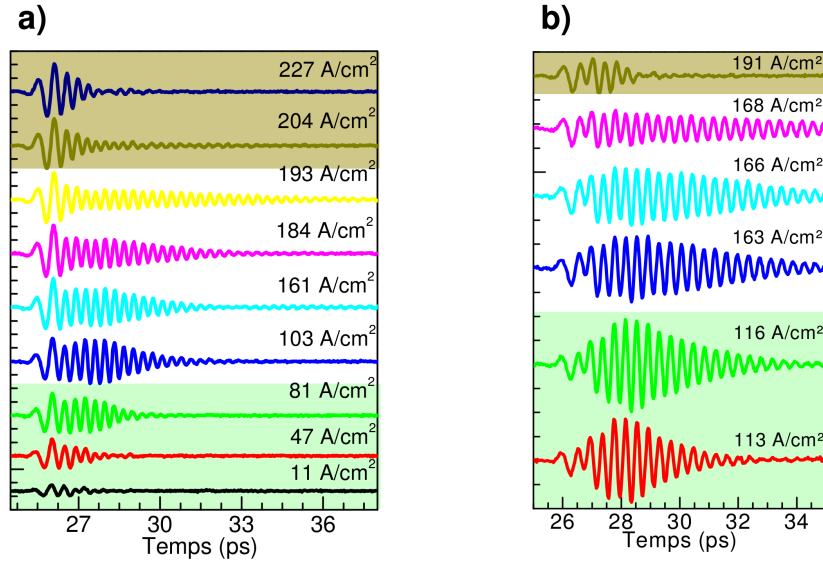 a)
227 A/cm²
204 A/cm²
193 A/cm²
184 A/cm²
161 A/cm²
103 A/cm²
81 A/cm²
47 A/cm²
11 A/cm²
27 30 33 36
Temps (ps)
b)
191 A/cm²
168 A/cm²
166 A/cm²
163 A/cm²
116 A/cm²
113 A/cm²
26 28 30 32 34
Temps (ps)